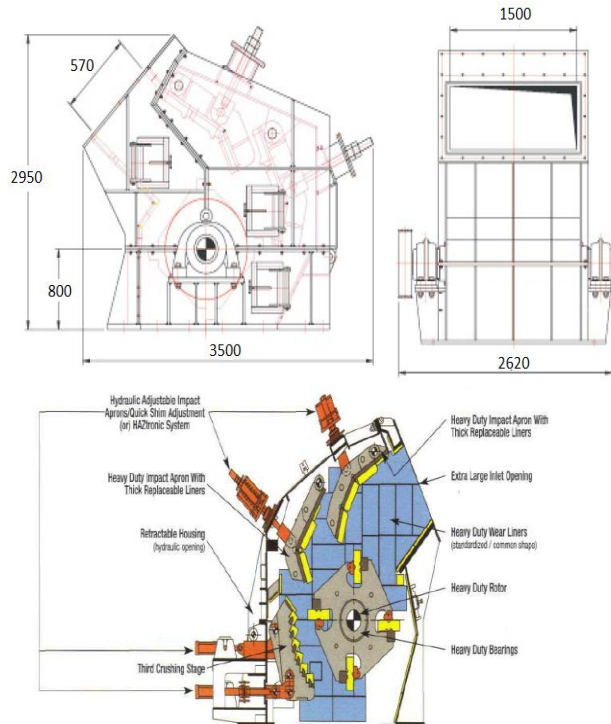 1500
570
2950
800
3500
2620
Hydraulic Adjustable Impact
Aprons/Quick Shim Adjustment
(or) HAZtronic System
Heavy Duty Impact Apron With
Thick Replaceable Liners
Heavy Duty Impact Apron With
Thick Replaceable Liners
Extra Large Inlet Opening
Retractable Housing
(hydraulic opening)
Heavy Duty Wear Liners
(standardized / common shape)
Heavy Duty Rotor
Heavy Duty Bearings
Third Crushing Stage